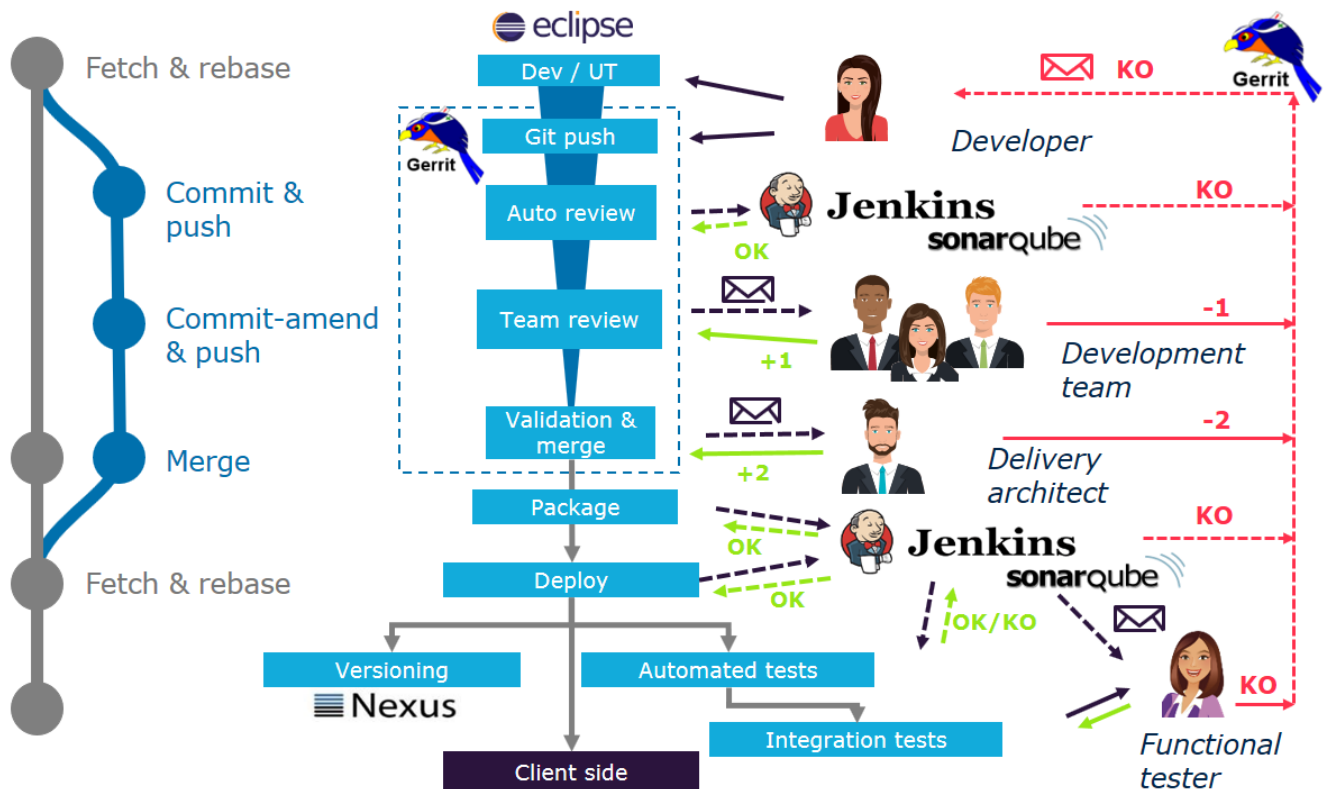 eclipse
Fetch & rebase
Dev / UT
KO
Gerrit
Git push
Developer
Gerrit
Commit &
push
Auto review
OK
Jenkins
sonarqube
KO
Commit-amend
& push
Team review
+1
-1
Development
team
Merge
Validation &
merge
+2
-2
Delivery
architect
Package
OK
Jenkins
sonarqube
KO
Fetch & rebase
Deploy
OK
OK/KO
Versioning
Nexus
Automated tests
KO
Integration tests
Functional
tester
Client side